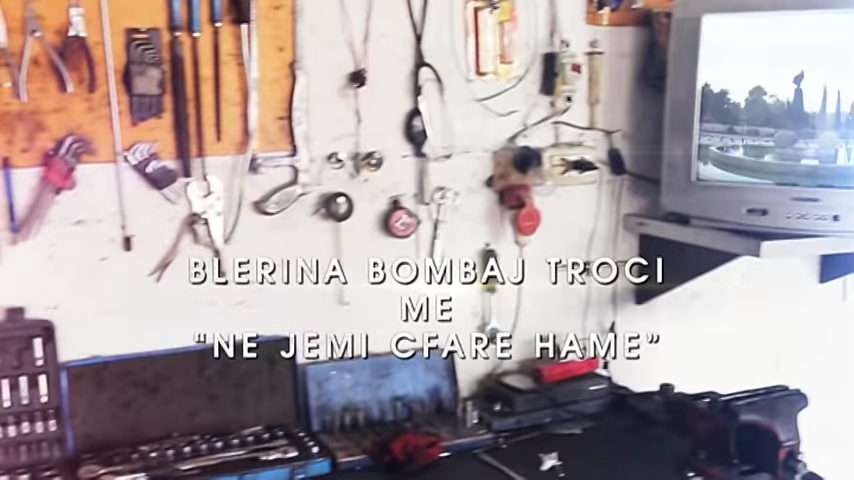 BLERINA BOMBAJ TROCI
ME
“NE JEMI CFARE HAME”